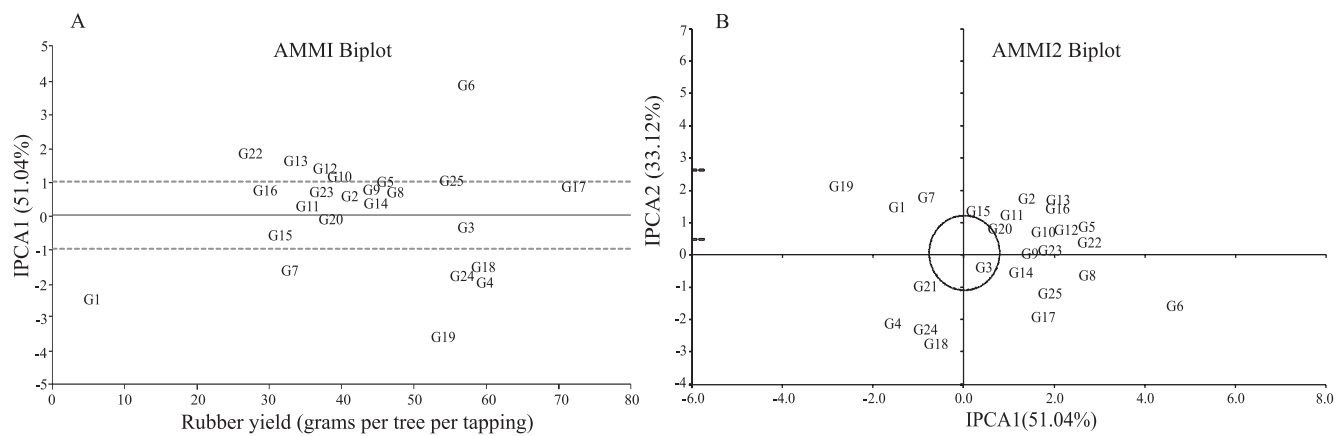 A
AMMI Biplot
IPCA1 (51.04%)
5
4
3
2
1
0
-1
-2
-3
-4
-5
G6
G22
G13
G12
G10
G5
G25
G17
G16
G23
G9
G8
G2
G14
G11
G20
G3
G15
G7
G18
G24
G4
G1
G19
0 10 20 30 40 50 60 70 80
Rubber yield (grams per tree per tapping)
B
AMMI2 Biplot
IPCA2 (33.12%)
7
6
5
4
3
2
1
0
-1
-2
-3
-4
G19
G7
G1
G2
G13
G16
G15
G11
G20
G10
G12
G5
G22
G23
G9
G3
G14
G8
G21
G25
G6
G17
G4
G24
G18
-6.0 -4.0 -2.0 0.0 2.0 4.0 6.0 8.0
IPCA1(51.04%)